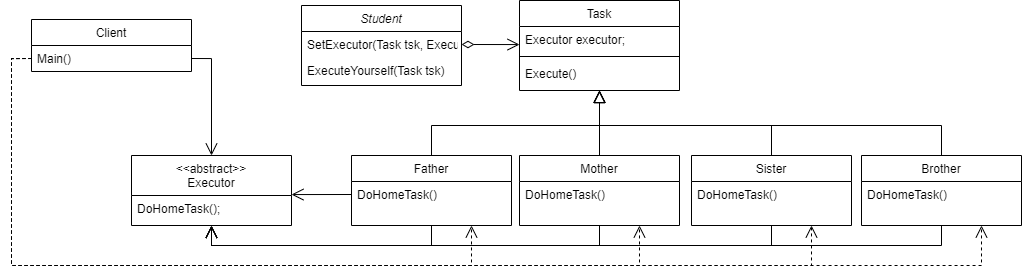 Client
Main()
Student
SetExecutor(Task tsk, Execu
ExecuteYourself(Task tsk)
Task
Executor executor;
Execute()
<<abstract>>
Executor
DoHomeTask();
Father
DoHomeTask()
Mother
DoHomeTask()
Sister
DoHomeTask()
Brother
DoHomeTask()